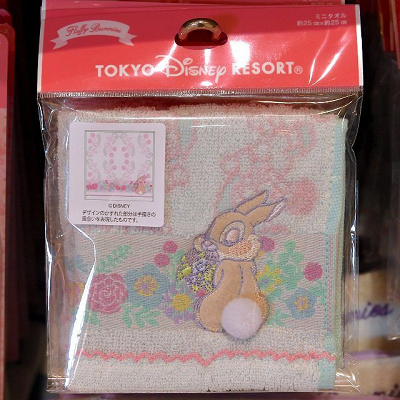 Fluffy Bunnies
ミニタオル
約25㎝×約25㎝
TOKYO Disney RESORT®
©DISNEY
デザインのかすれた部分は手描きの
風合いを表現したものです。